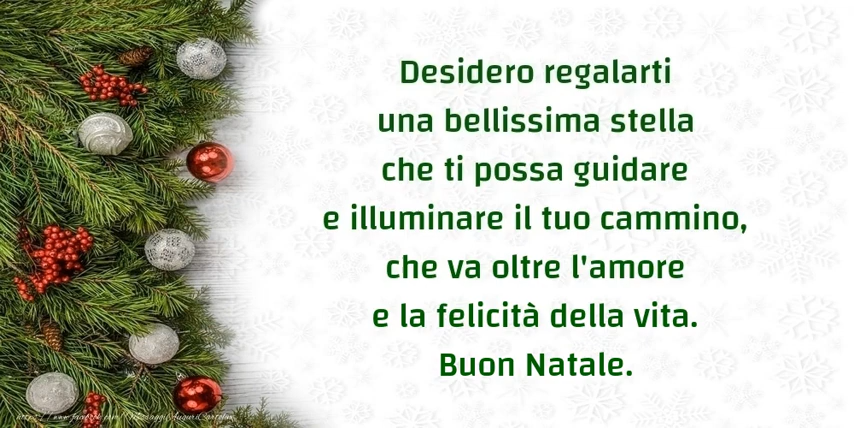 Desidero regalarti
una bellissima stella
che ti possa guidare
e illuminare il tuo cammino,
che va oltre l'amore
e la felicità della vita.
Buon Natale.